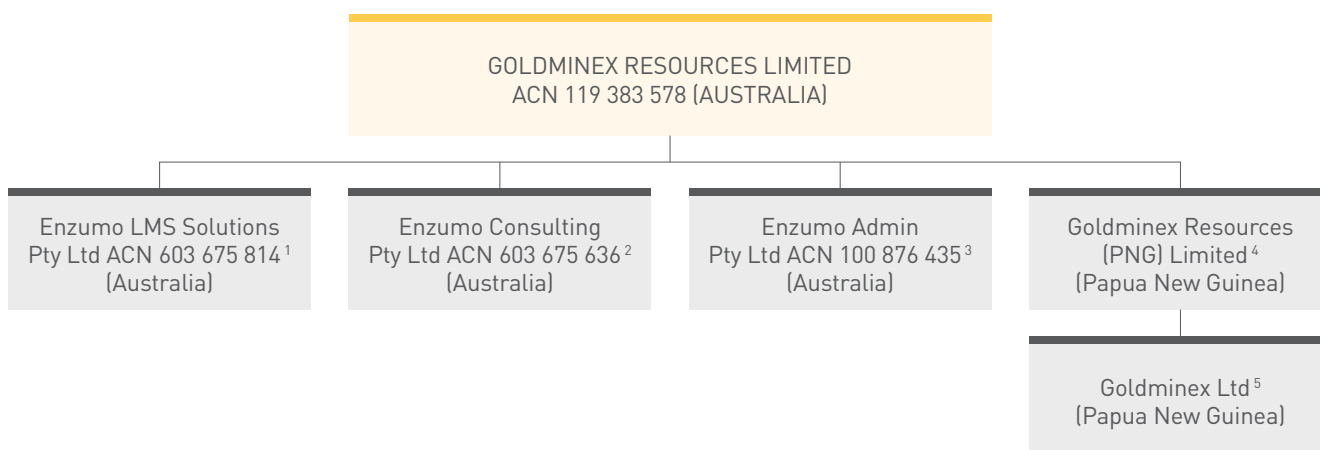 GOLDMINEX RESOURCES LIMITED
ACN 119 383 578 (AUSTRALIA)
Enzumo LMS Solutions
Pty Ltd ACN 603 675 814 1
(Australia)
Enzumo Consulting
Pty Ltd ACN 603 675 636 2
(Australia)
Enzumo Admin
Pty Ltd ACN 100 876 435 3
(Australia)
Goldminex Resources
(PNG) Limited 4
(Papua New Guinea)
Goldminex Ltd 5
(Papua New Guinea)